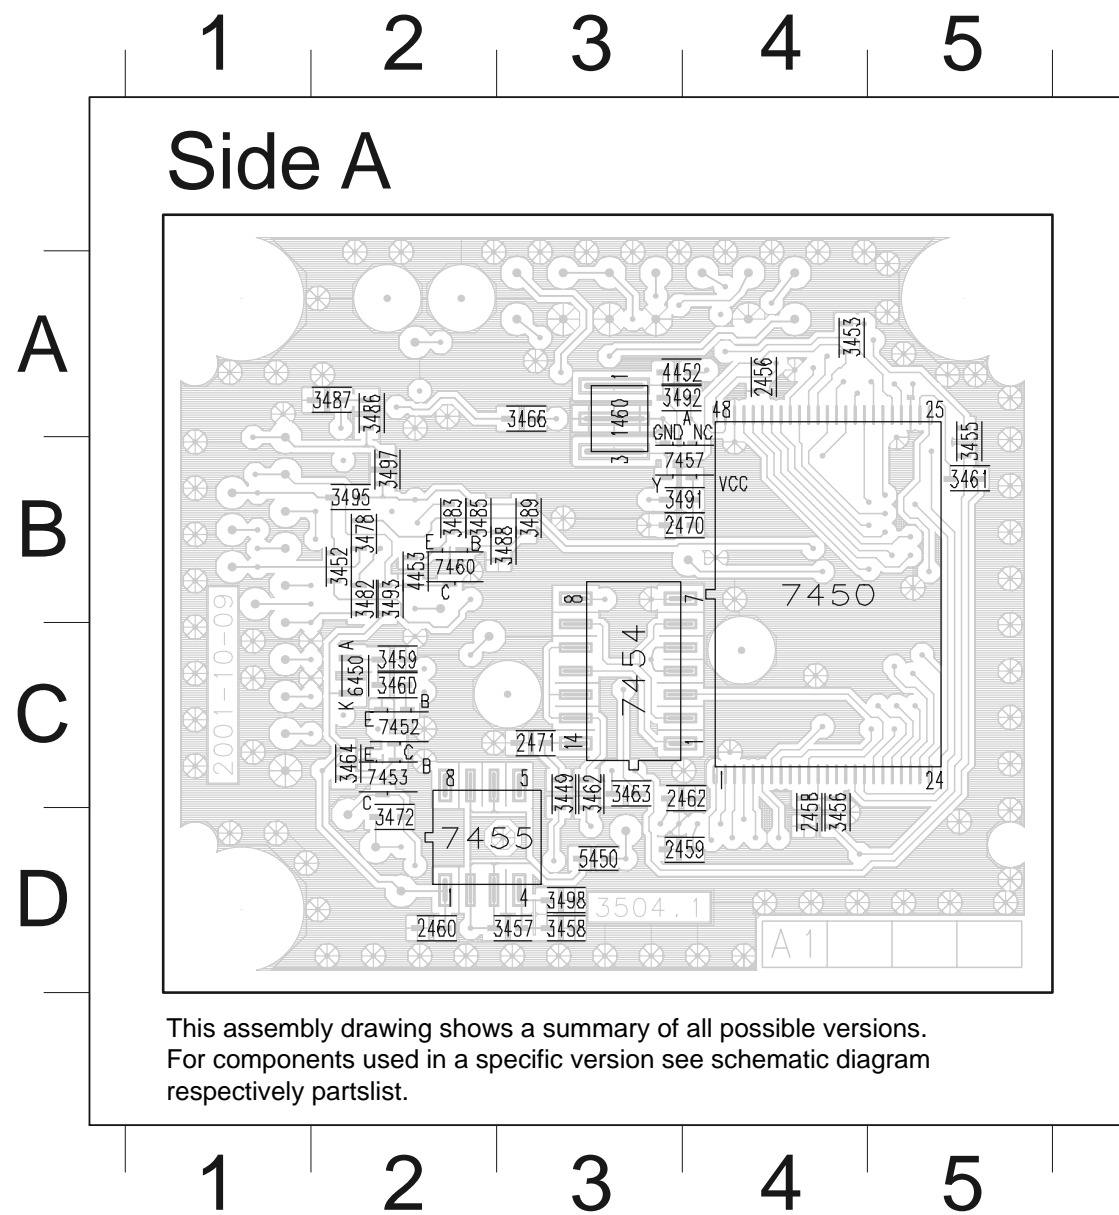 1 2 3 4 5
Side A
A
3453
4452
2456
3487
3486
3492
1
1460
3466
A
48
25
GND NC
3455
3
7457
3497
3461
Y
VCC
3495
3491
3483
3485
3489
2470
3478
3488
B
E
B
3452
4453
7460
C
7450
3482
3493
8
7
2001-10-09
A
3459
7454
6450
3460
K
B
C
E
7452
2471
14
1
3464
E
C
B
7453
8
5
1
24
3449
3462
3463
2462
C
3472
2458
3456
7455
2459
5450
D
1
4
3498
3504.1
2460
3457
3458
A1
This assembly drawing shows a summary of all possible versions.
For components used in a specific version see schematic diagram
respectively partslist.
1 2 3 4 5